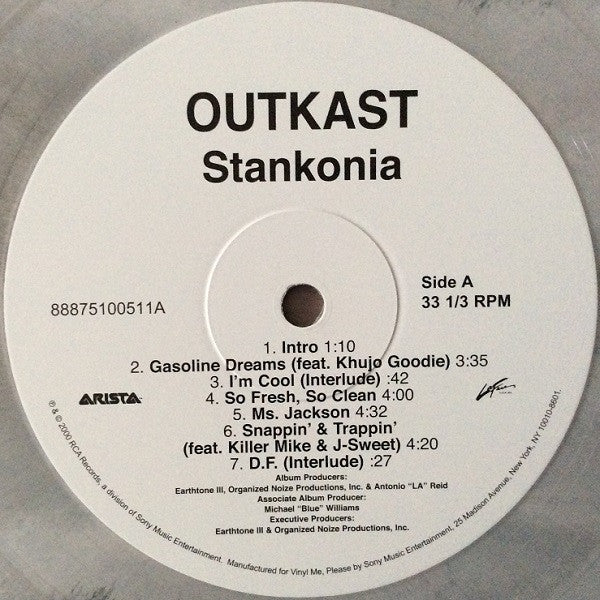 OUTKAST
Stankonia
88875100511A
Side A
33 1/3 RPM
1. Intro 1:10
2. Gasoline Dreams (feat. Khujo Goodie) 3:35
3. I'm Cool (Interlude) :42
4. So Fresh, So Clean 4:00
5. Ms. Jackson 4:32
6. Snappin' & Trappin'
(feat. Killer Mike & J-Sweet) 4:20
7. D.F. (Interlude) :27
ARISTA
LaFace
Album Producers:
Earthtone III, Organized Noize Productions, Inc. & Antonio "LA" Reid
Associate Album Producer:
Michael "Blue" Williams
Executive Producers:
Earthtone III & Organized Noize Productions, Inc.
℗ & © 2000 RCA Records, a division of Sony Music Entertainment. Manufactured for Vinyl Me, Please by Sony Music Entertainment, 25 Madison Avenue, New York, NY 10010-8601.